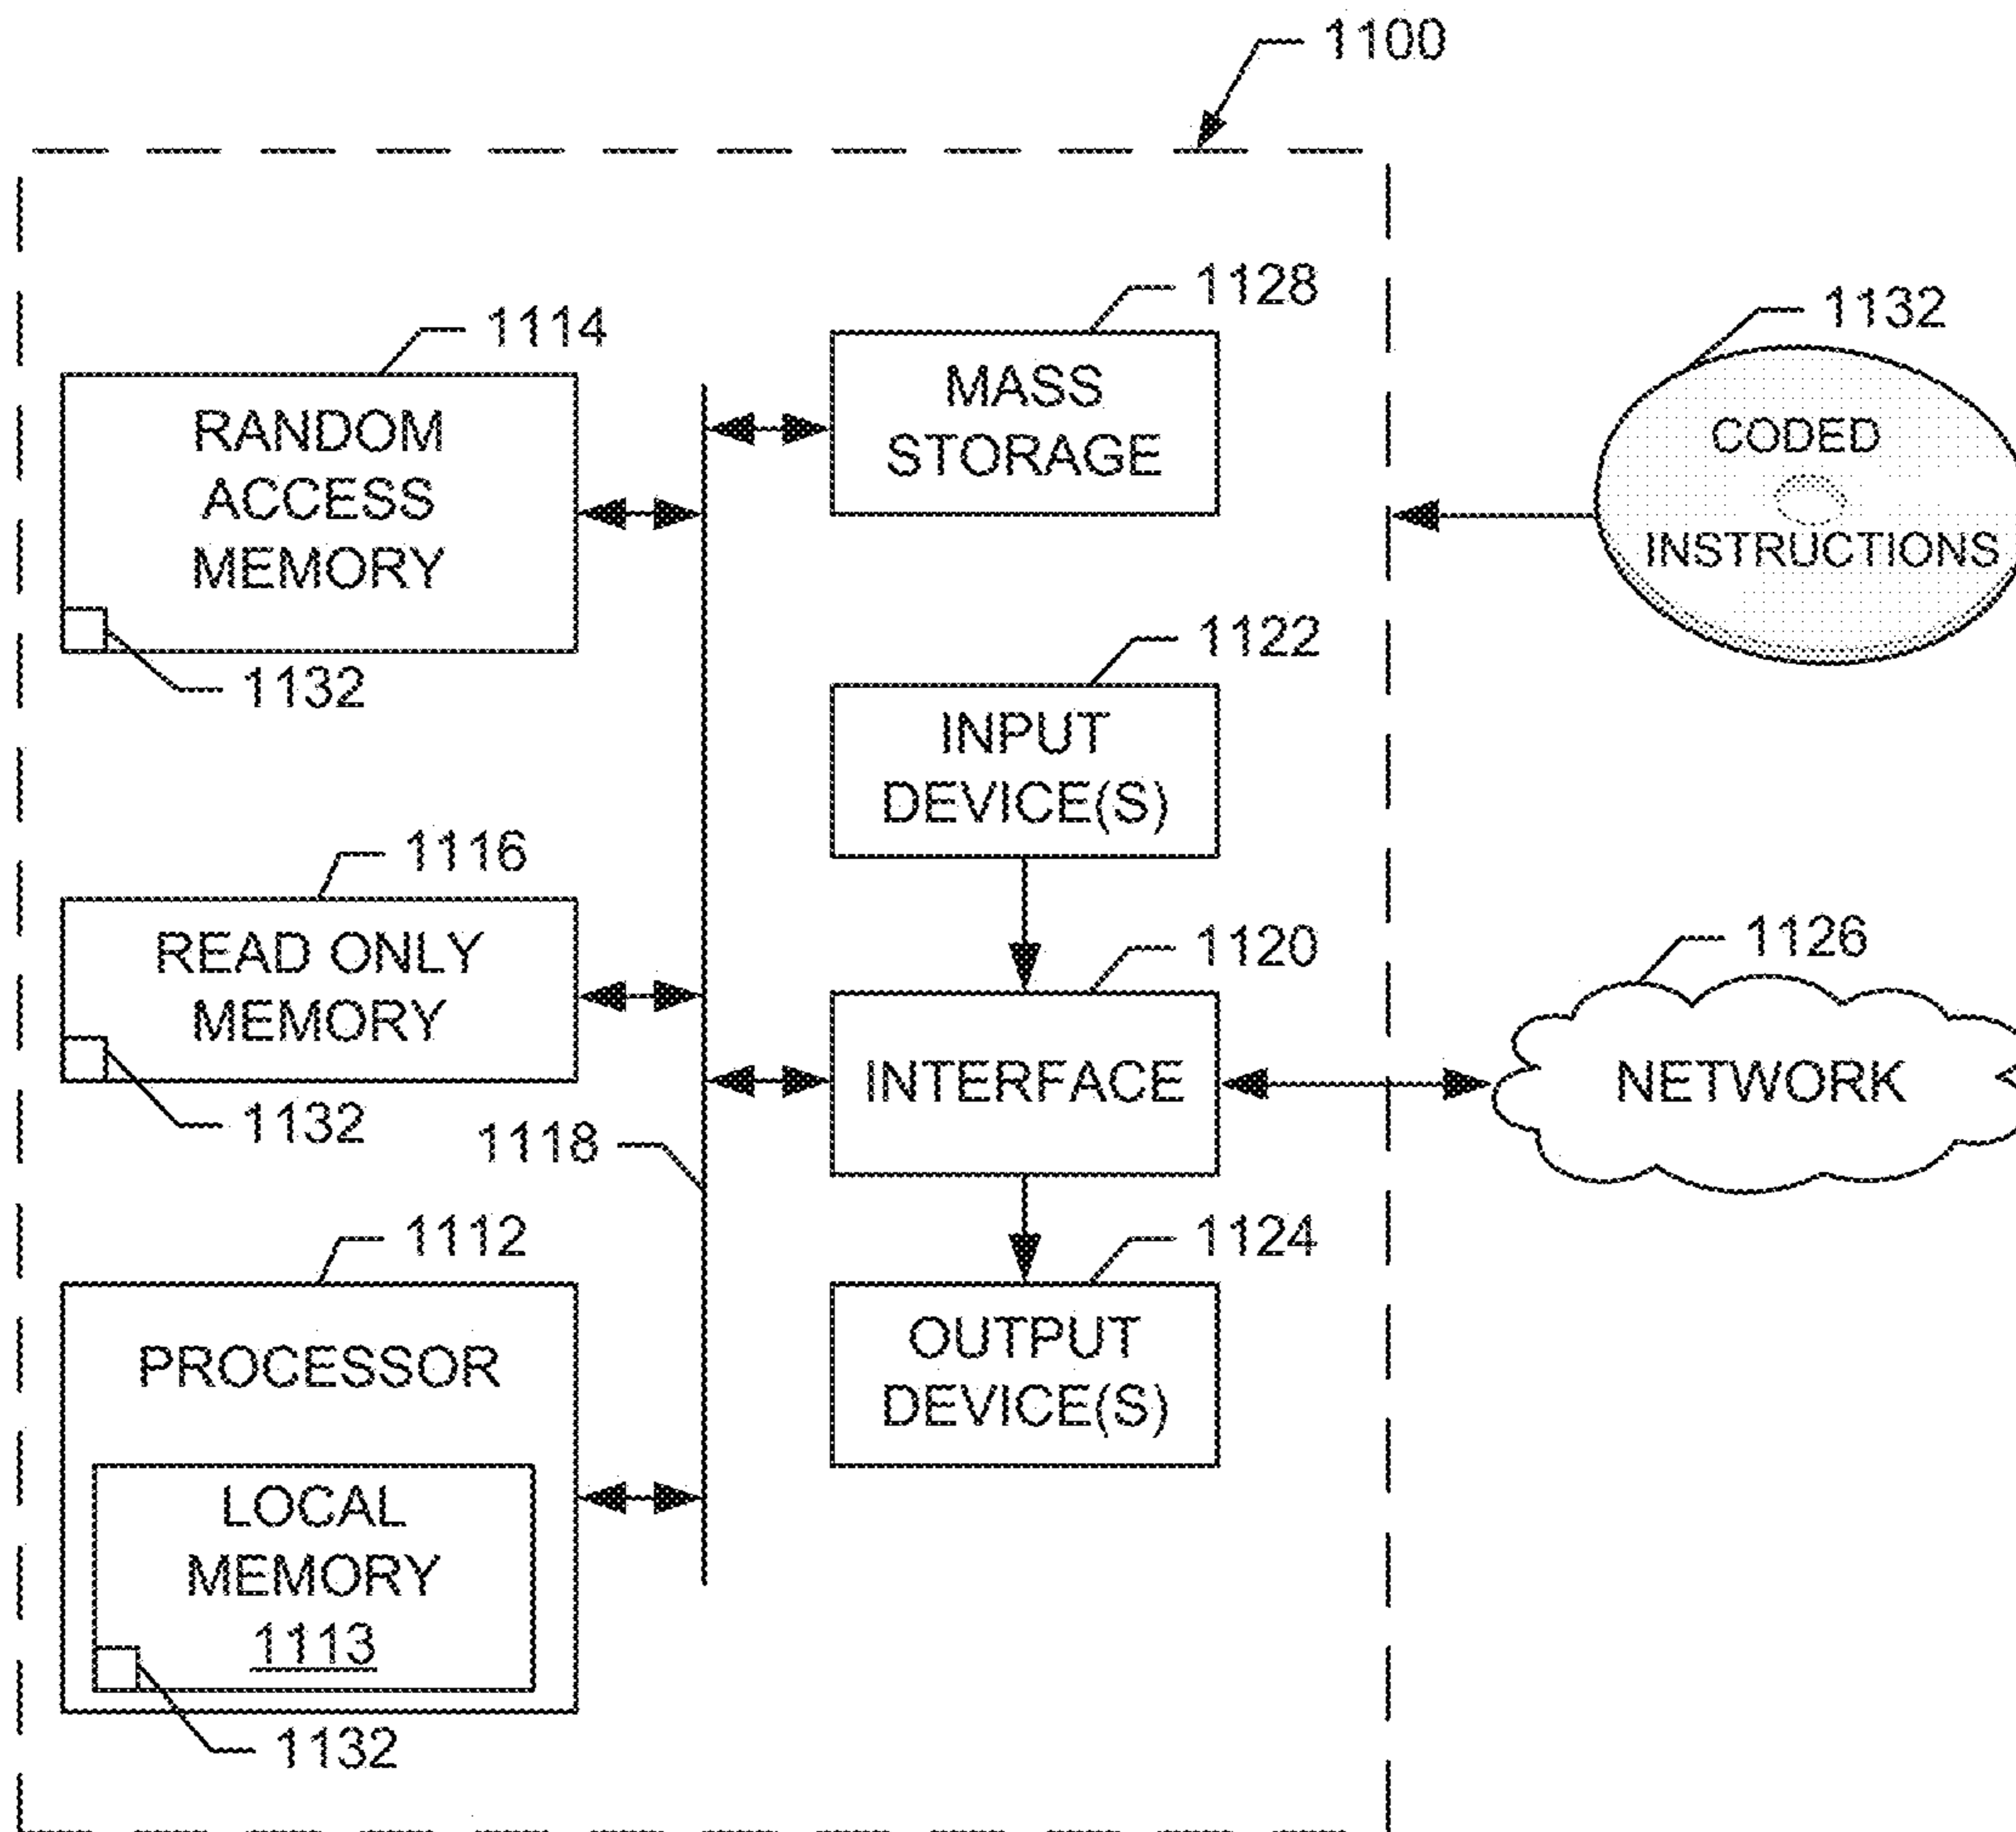 1100
1128
MASS
STORAGE
1114
RANDOM
ACCESS
MEMORY
1132
1132
CODED
INSTRUCTIONS
1122
INPUT
DEVICE(S)
1116
READ ONLY
MEMORY
1132
1120
INTERFACE
1126
NETWORK
1118
1112
PROCESSOR
LOCAL
MEMORY
1113
1132
1124
OUTPUT
DEVICE(S)